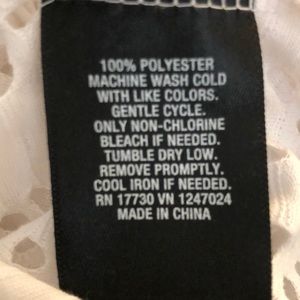 100% POLYESTER
MACHINE WASH COLD
WITH LIKE COLORS.
GENTLE CYCLE.
ONLY NON-CHLORINE
BLEACH IF NEEDED.
TUMBLE DRY LOW.
REMOVE PROMPTLY.
COOL IRON IF NEEDED.
RN 17730 VN 1247024
MADE IN CHINA